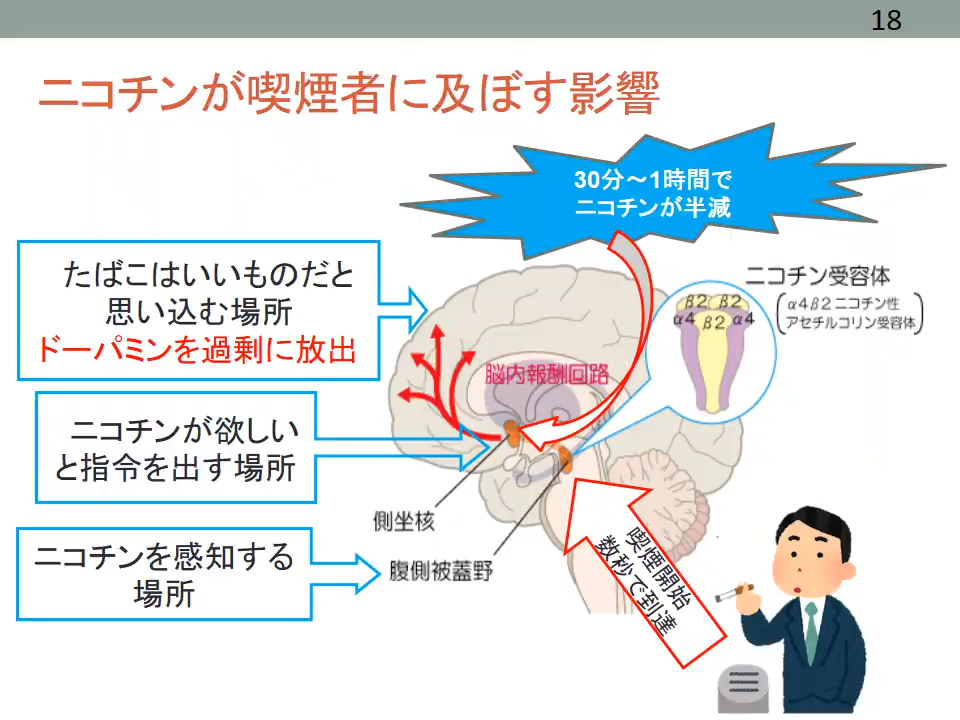 18
ニコチンが喫煙者に及ぼす影響
30分～1時間で
ニコチンが半減
たばこはいいものだと
思い込む場所
ドーパミンを過剰に放出
ニコチン受容体
α4β2ニコチン性
アセチルコリン受容体
β2 β2
α4 β2 α4
脳内報酬回路
ニコチンが欲しい
と指令を出す場所
側坐核
ニコチンを感知する
場所
腹側被蓋野
喫煙開始
数秒で到達